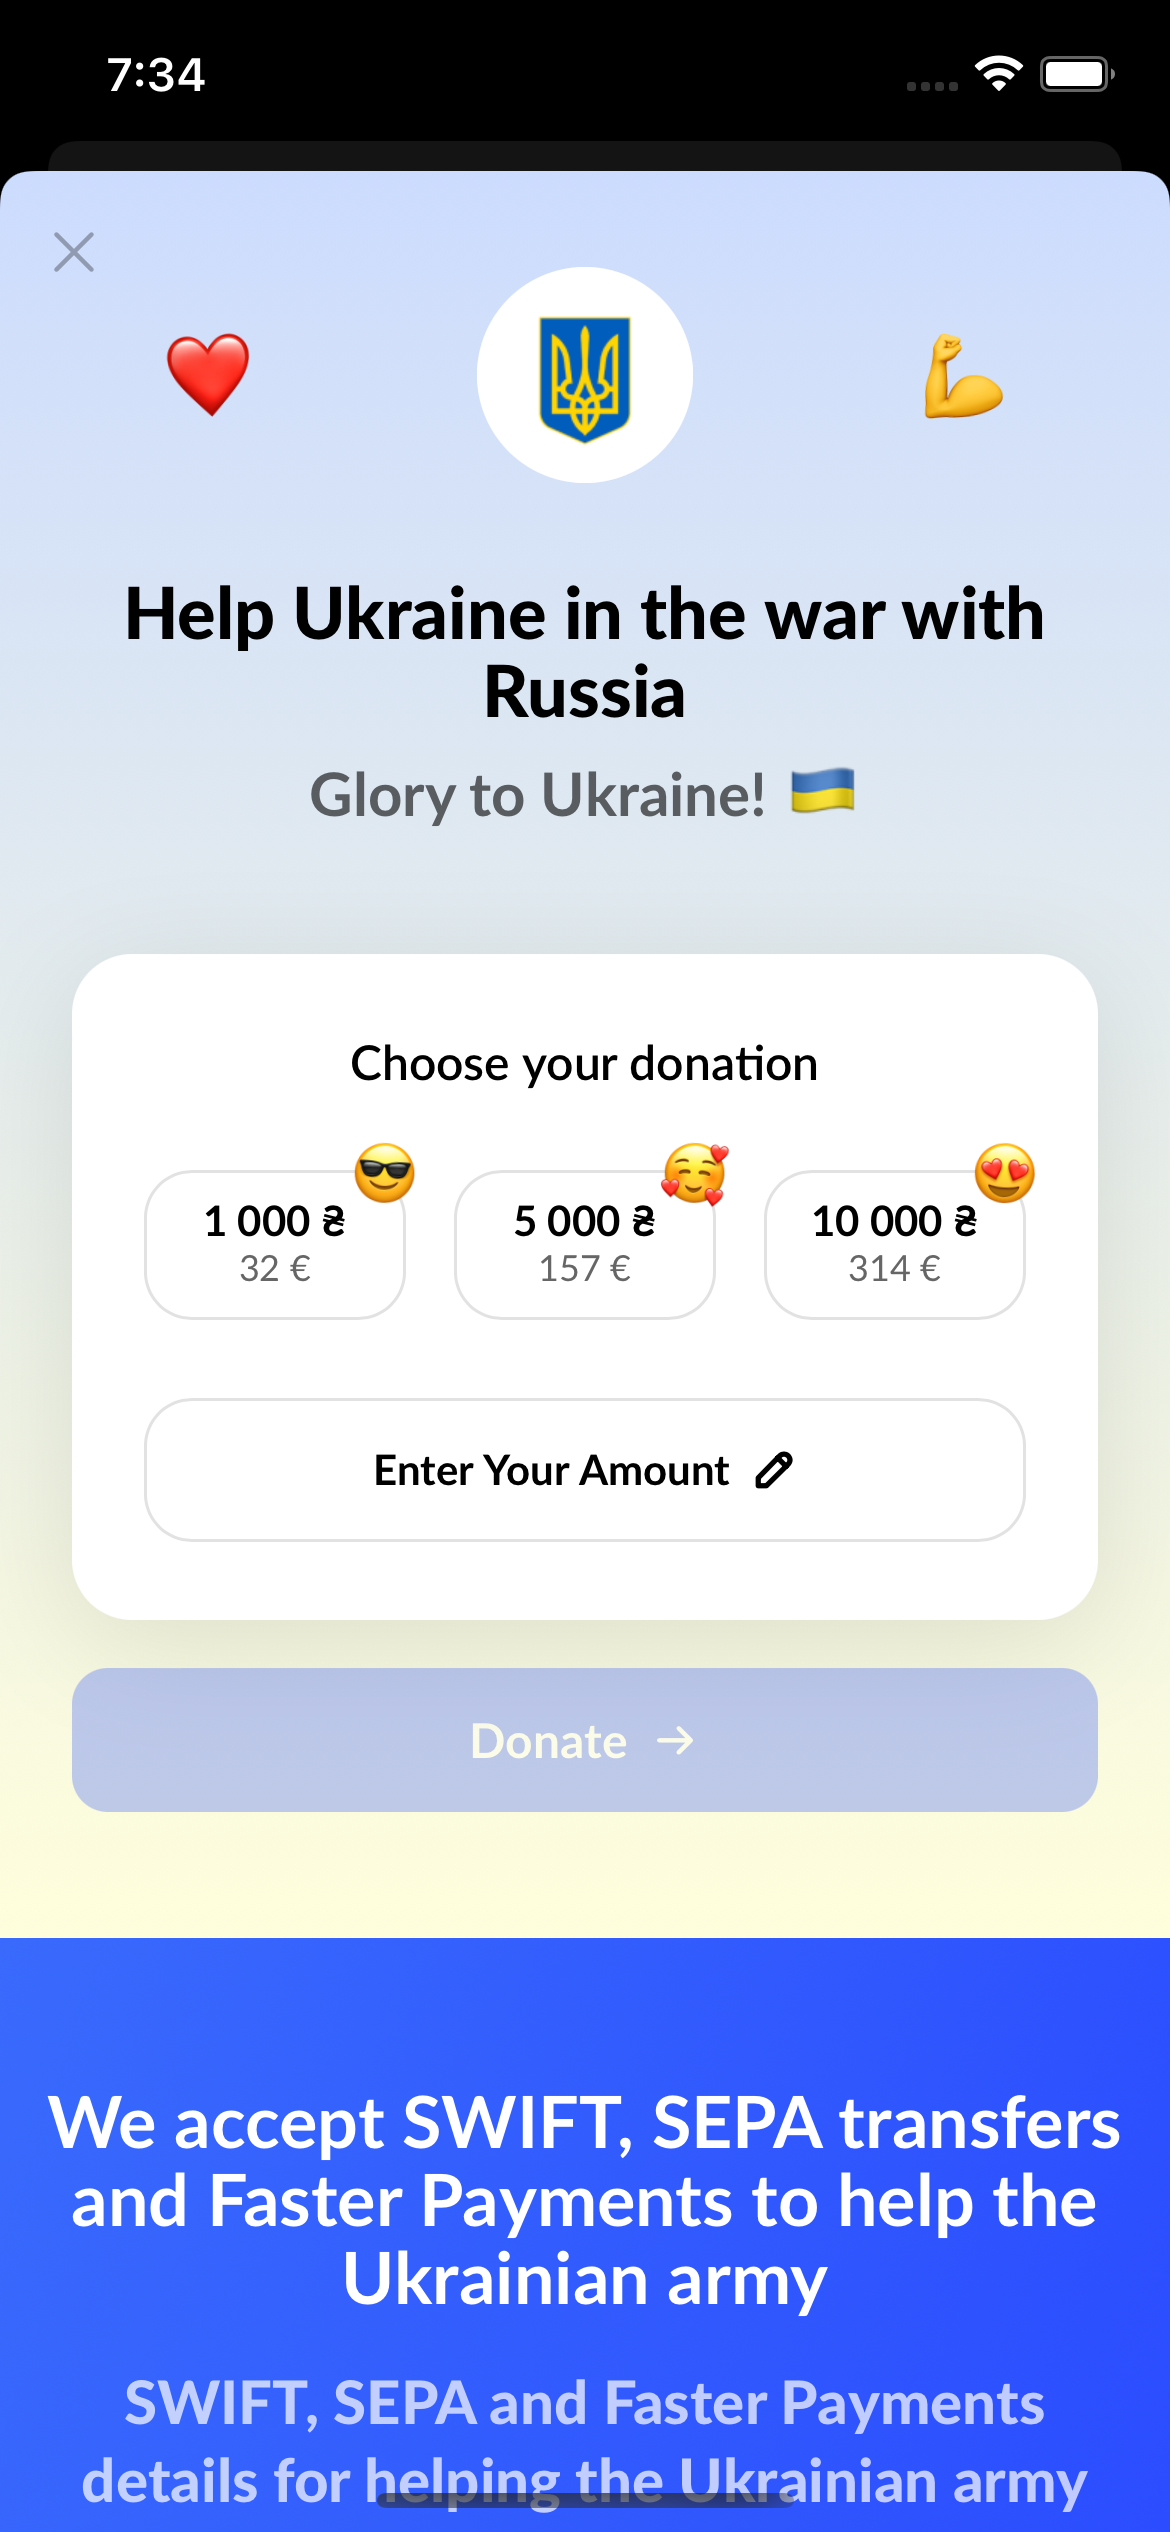 7:34
Help Ukraine in the war with
Russia
Glory to Ukraine! 🇺🇦
Choose your donation
1 000 ₴
32 €
5 000 ₴
157 €
10 000 ₴
314 €
Enter Your Amount
Donate →
We accept SWIFT, SEPA transfers
and Faster Payments to help the
Ukrainian army
SWIFT, SEPA and Faster Payments
details for helping the Ukrainian army